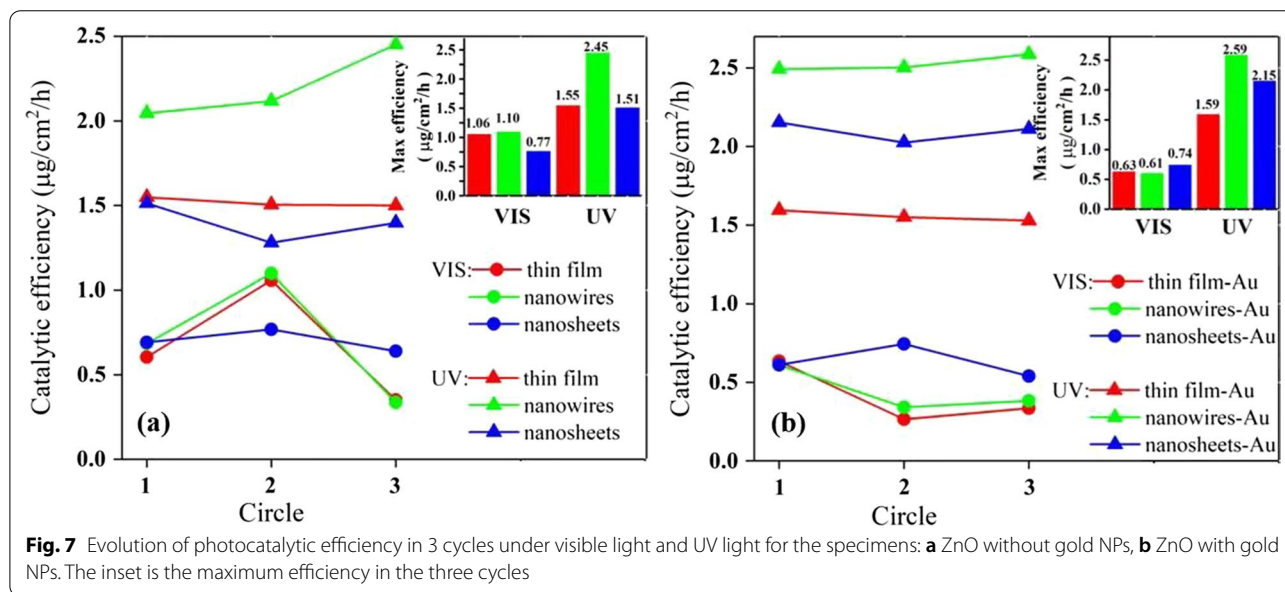 2.5
2.0
1.5
1.0
0.5
0.0
Catalytic efficiency (µg/cm²/h)
1 2 3
Circle
(a)
VIS: thin film
nanowires
nanosheets
UV: thin film
nanowires
nanosheets
Max efficiency
( µg/cm²/h)
2.5
2.0
1.5
1.0
0.5
0.0
1.06 1.10 0.77 1.55 2.45 1.51
VIS UV
2.5
2.0
1.5
1.0
0.5
0.0
Catalytic efficiency (µg/cm²/h)
1 2 3
Circle
(b)
VIS: thin film-Au
nanowires-Au
nanosheets-Au
UV: thin film-Au
nanowires-Au
nanosheets-Au
Max efficiency
( µg/cm²/h)
2.5
2.0
1.5
1.0
0.5
0.0
0.63 0.61 0.74 1.59 2.59 2.15
VIS UV
Fig. 7 Evolution of photocatalytic efficiency in 3 cycles under visible light and UV light for the specimens: a ZnO without gold NPs, b ZnO with gold
NPs. The inset is the maximum efficiency in the three cycles